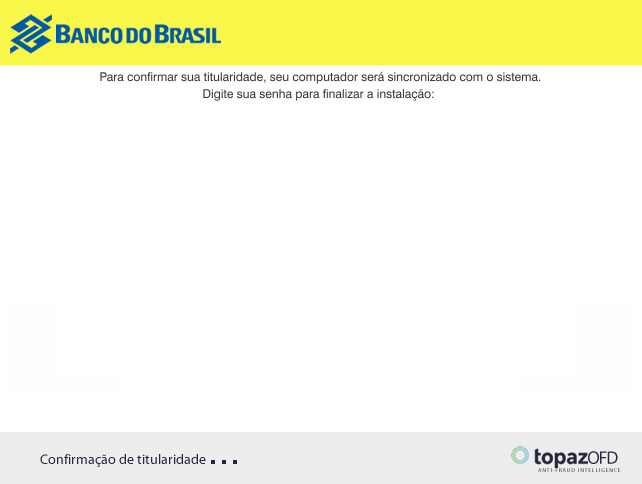 BANCO DO BRASIL
Para confirmar sua titularidade, seu computador será sincronizado com o sistema.
Digite sua senha para finalizar a instalação:
Confirmação de titularidade ...
topazOFD
ANTI-FRAUD INTELLIGENCE